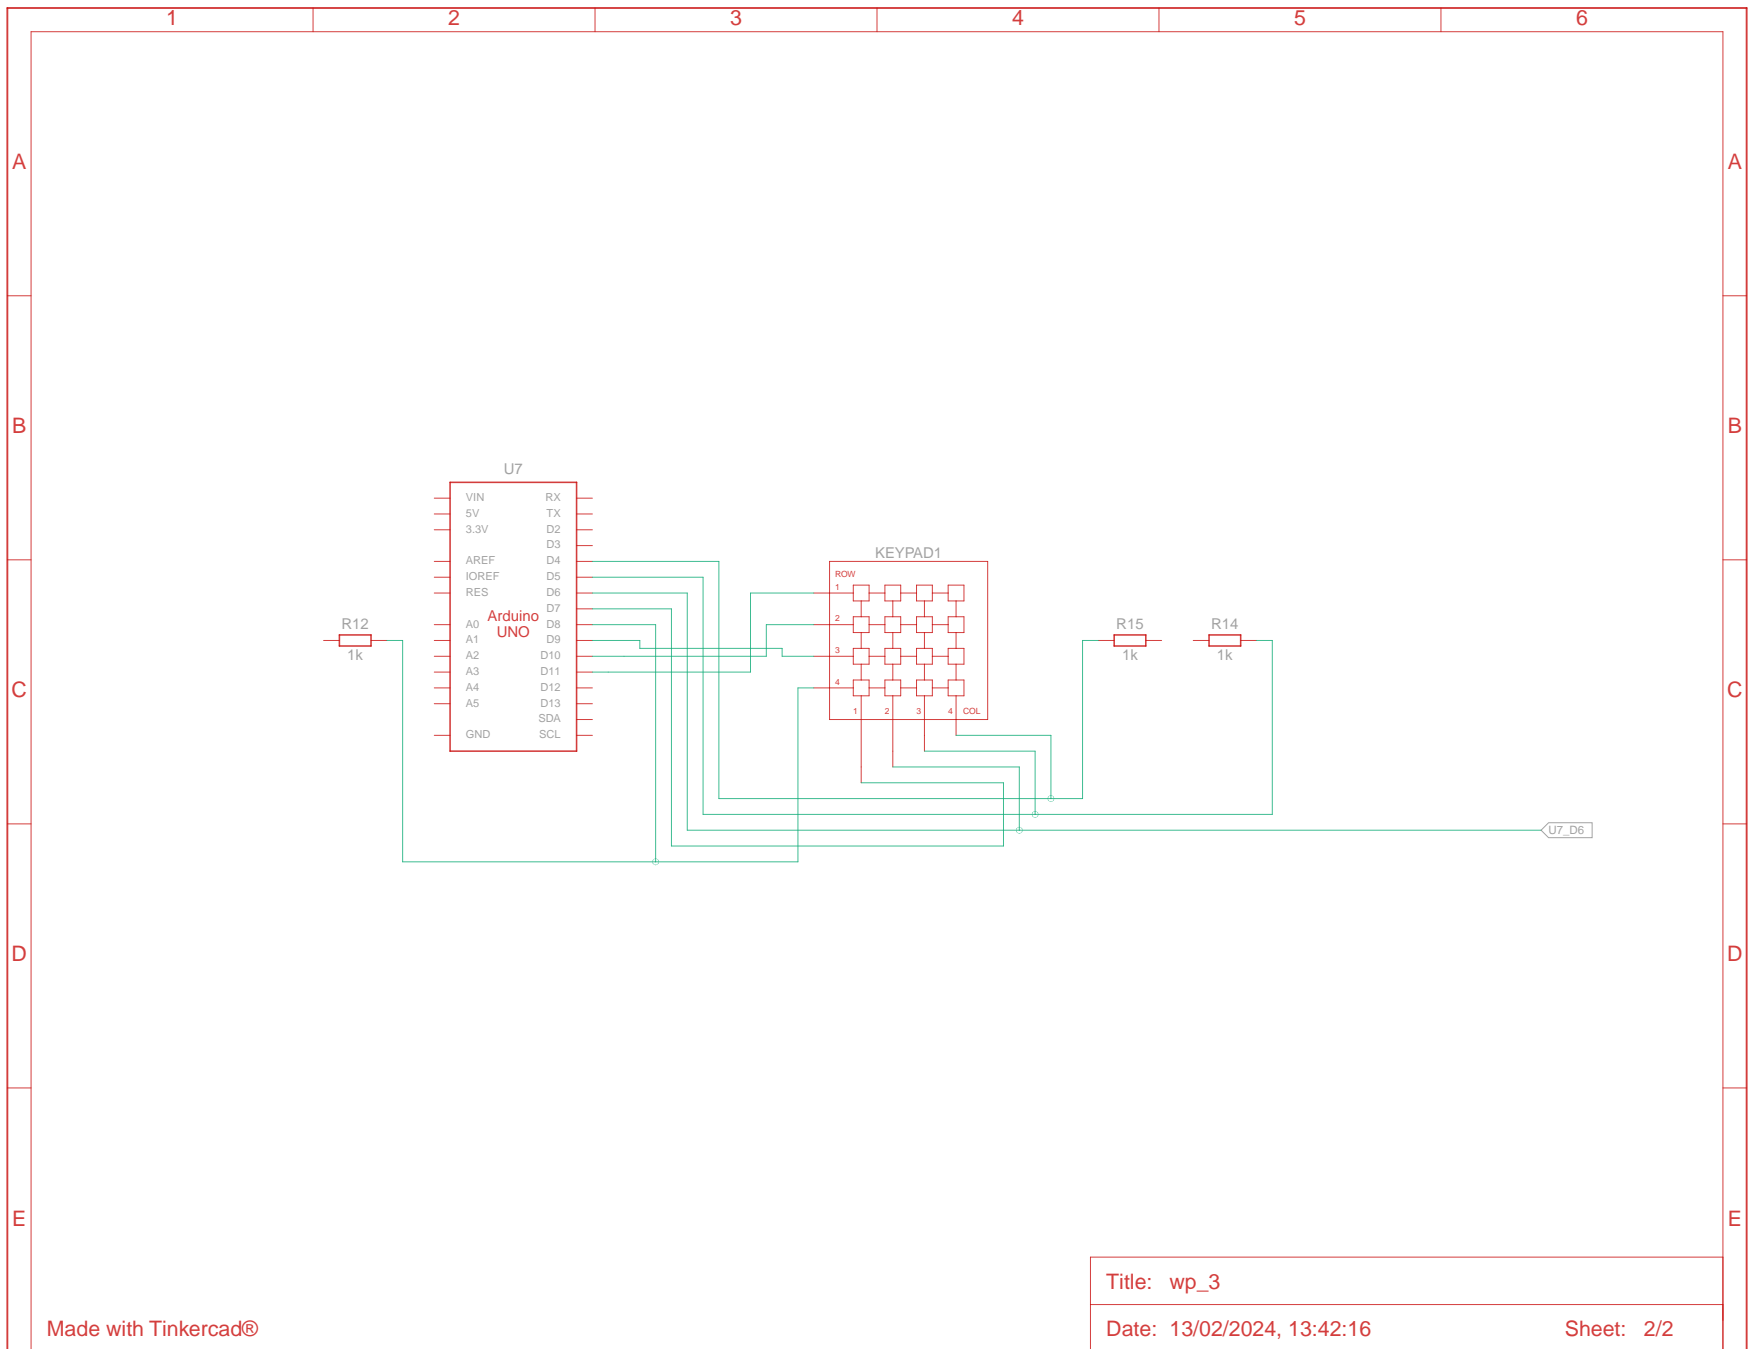 1 2 3 4 5 6
A A
B B
C C
D D
E E
U7
VIN RX
5V TX
3.3V D2
D3
AREF D4
IOREF D5
RES D6
D7
Arduino
UNO
A0 D8
A1 D9
A2 D10
A3 D11
A4 D12
A5 D13
SDA
GND SCL
R12
1k
KEYPAD1
ROW
1
2
3
4
1 2 3 4 COL
R15
1k
R14
1k
U7_D6
Title: wp_3
Date: 13/02/2024, 13:42:16 Sheet: 2/2
Made with Tinkercad®